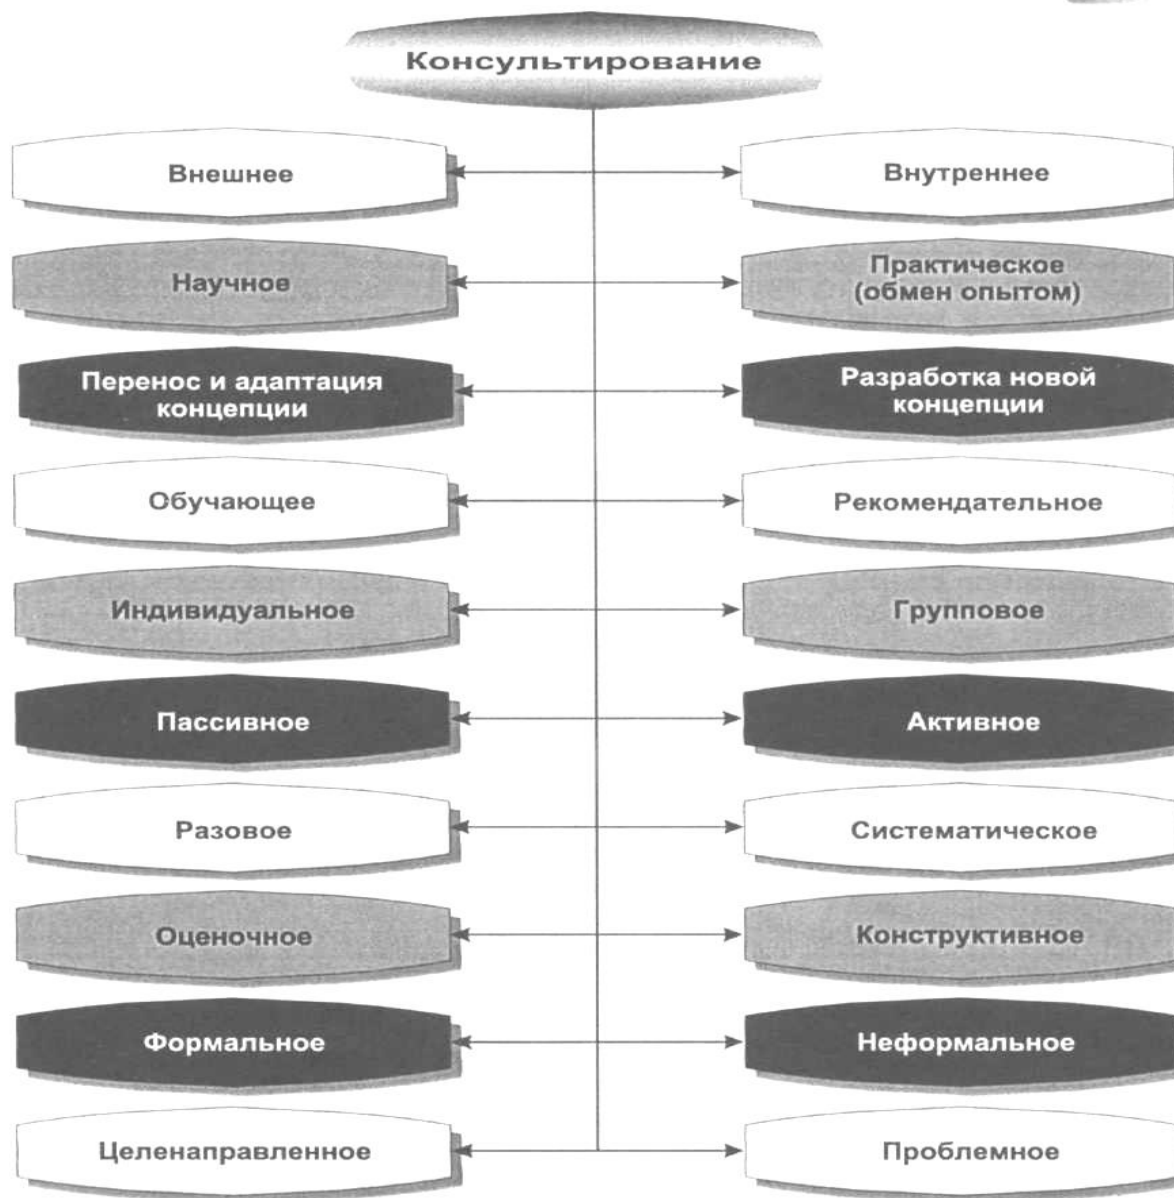 Консультирование
Внешнее
Внутреннее
Научное
Практическое
(обмен опытом)
Перенос и адаптация
концепции
Разработка новой
концепции
Обучающее
Рекомендательное
Индивидуальное
Групповое
Пассивное
Активное
Разовое
Систематическое
Оценочное
Конструктивное
Формальное
Неформальное
Целенаправленное
Проблемное